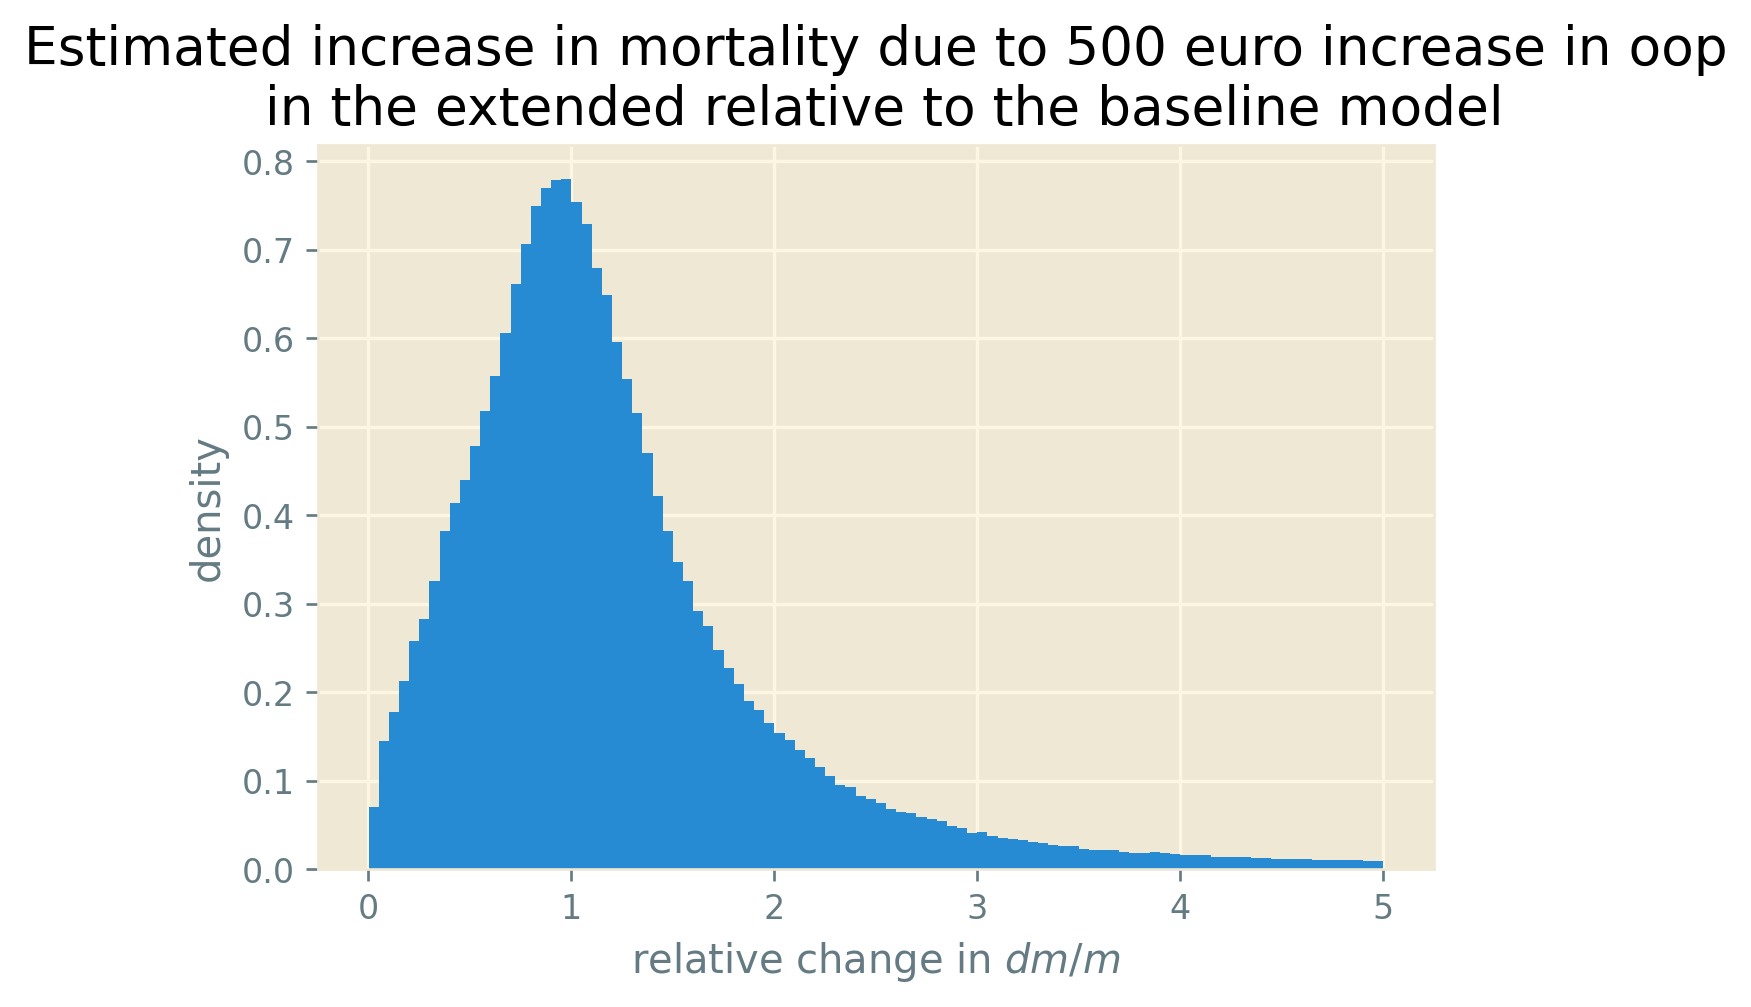 Estimated increase in mortality due to 500 euro increase in oop
in the extended relative to the baseline model
0.8
0.7
0.6
0.5
0.4
0.3
0.2
0.1
0.0
density
0 1 2 3 4 5
relative change in dm/m